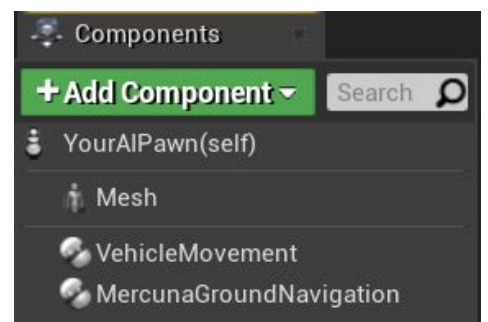 Components
+Add Component
Search
YourAIPawn(self)
Mesh
VehicleMovement
MercunaGroundNavigation